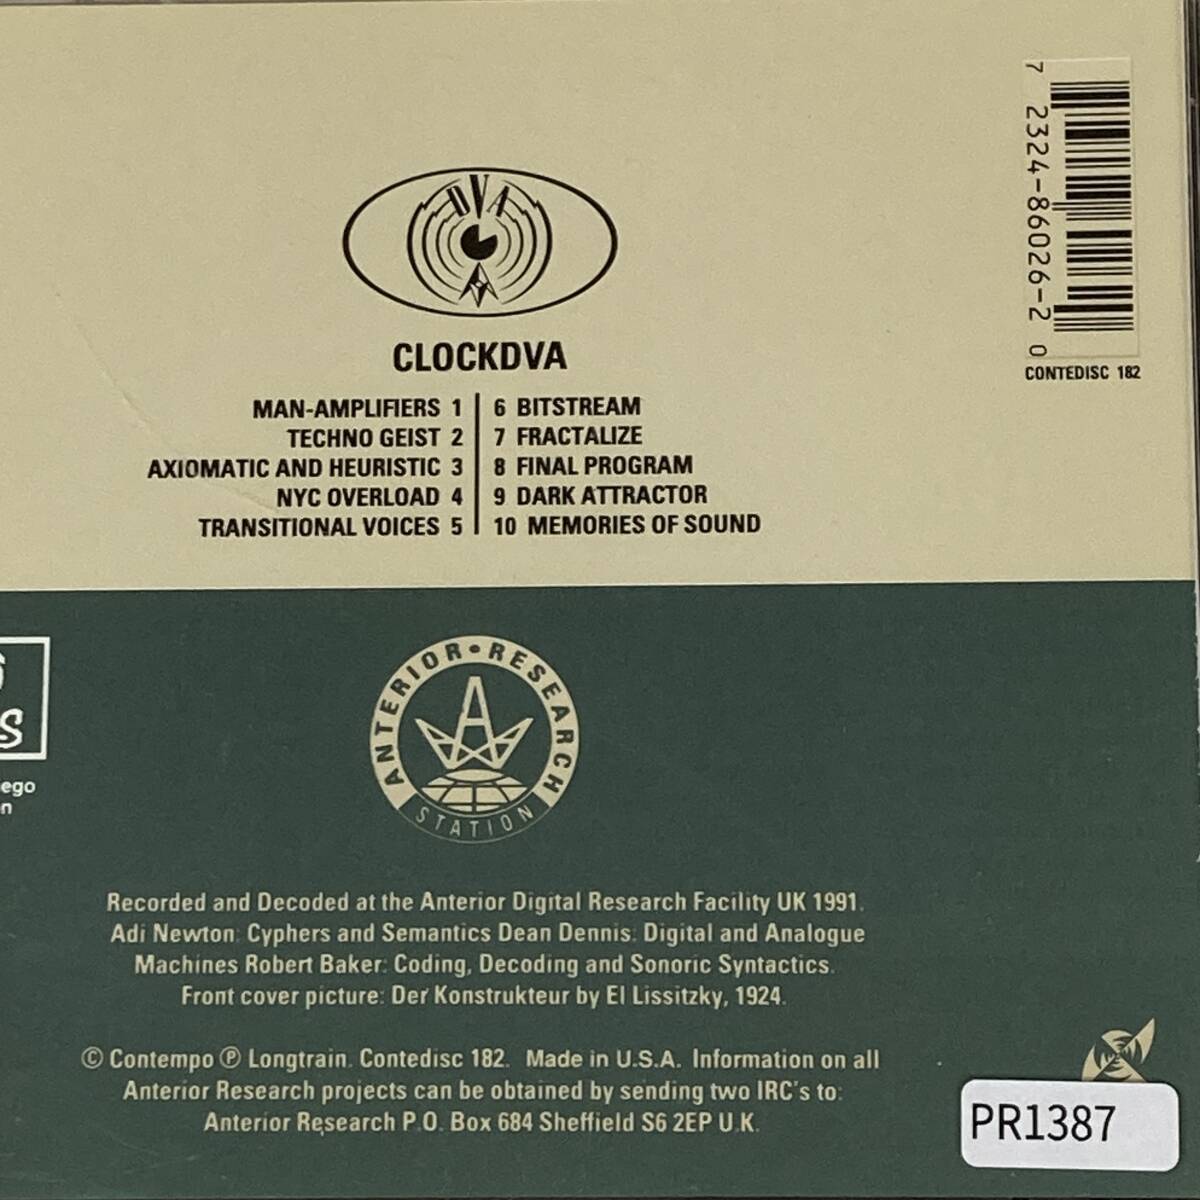 DVA
CLOCKDVA
MAN-AMPLIFIERS 1
TECHNO GEIST 2
AXIOMATIC AND HEURISTIC 3
NYC OVERLOAD 4
TRANSITIONAL VOICES 5
6 BITSTREAM
7 FRACTALIZE
8 FINAL PROGRAM
9 DARK ATTRACTOR
10 MEMORIES OF SOUND
7 2324-86026-2 0
CONTEDISC 182
ANTERIOR • RESEARCH
STATION
S
ego
n
Recorded and Decoded at the Anterior Digital Research Facility UK 1991.
Adi Newton: Cyphers and Semantics Dean Dennis: Digital and Analogue
Machines Robert Baker: Coding, Decoding and Sonoric Syntactics.
Front cover picture: Der Konstrukteur by El Lissitzky, 1924.
© Contempo ℗ Longtrain. Contedisc 182. Made in U.S.A. Information on all
Anterior Research projects can be obtained by sending two IRC's to:
Anterior Research P.O. Box 684 Sheffield S6 2EP U.K.
PR1387